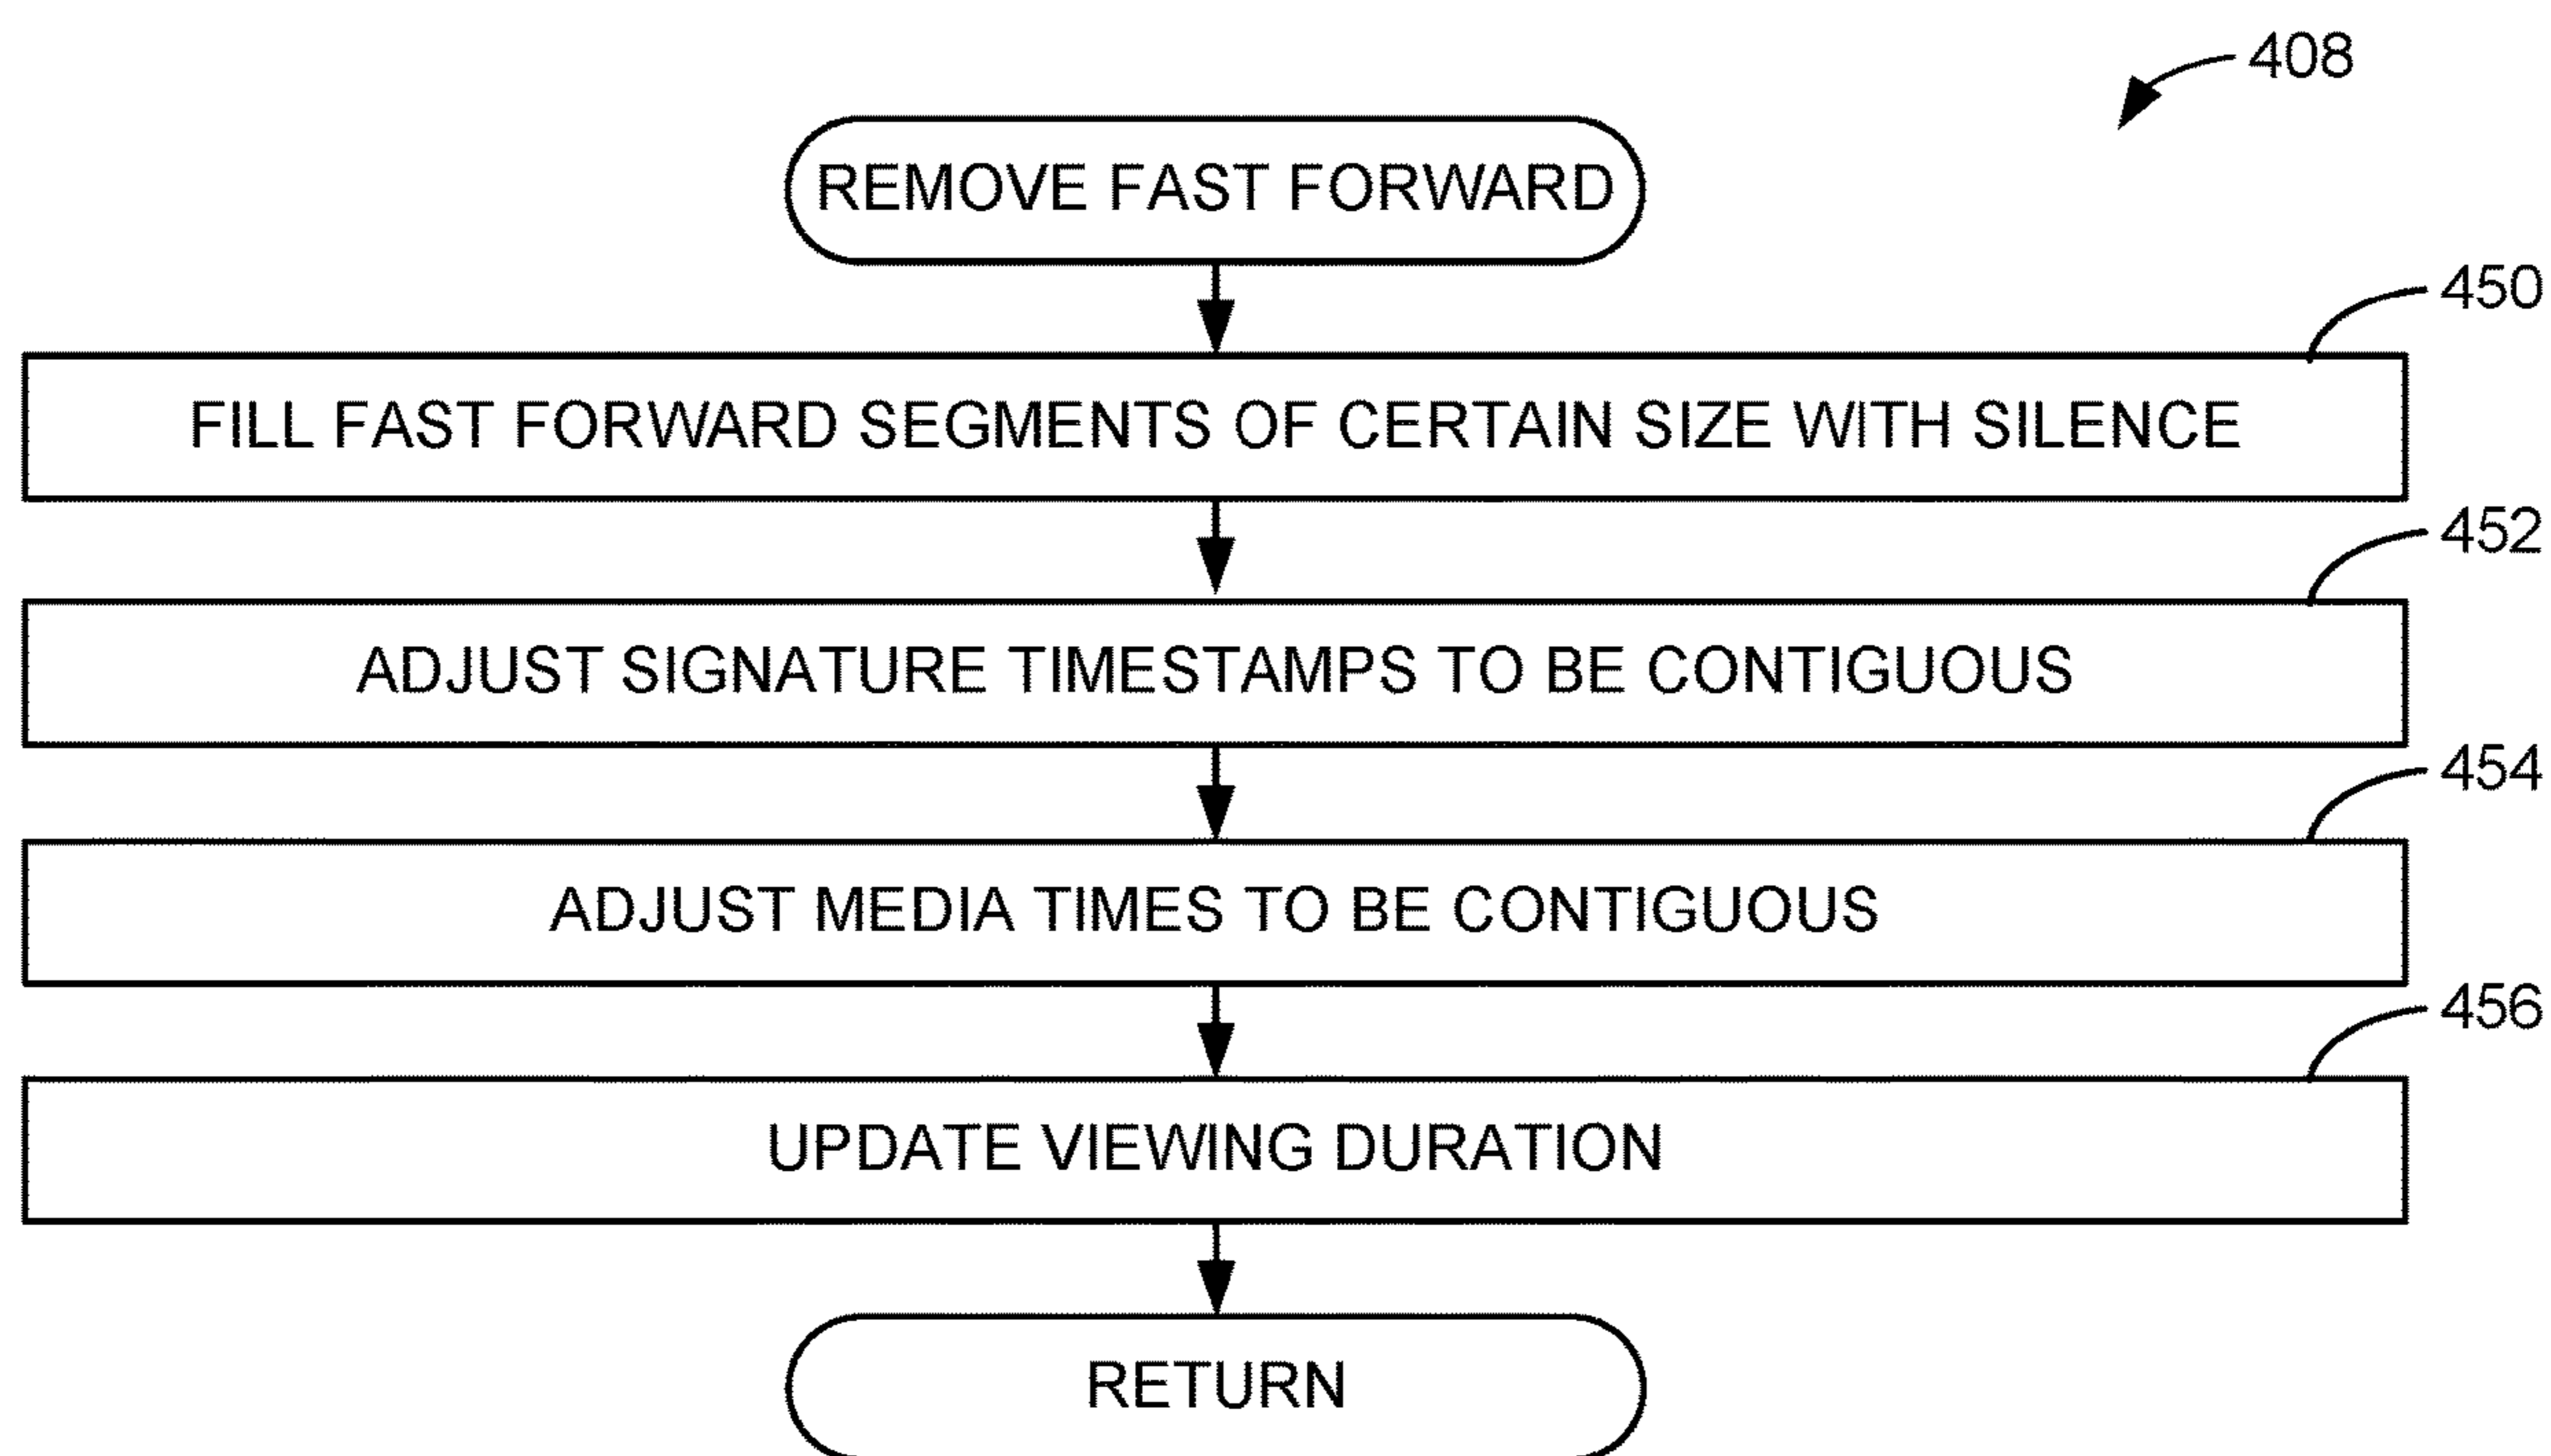 408
REMOVE FAST FORWARD
450
FILL FAST FORWARD SEGMENTS OF CERTAIN SIZE WITH SILENCE
452
ADJUST SIGNATURE TIMESTAMPS TO BE CONTIGUOUS
454
ADJUST MEDIA TIMES TO BE CONTIGUOUS
456
UPDATE VIEWING DURATION
RETURN